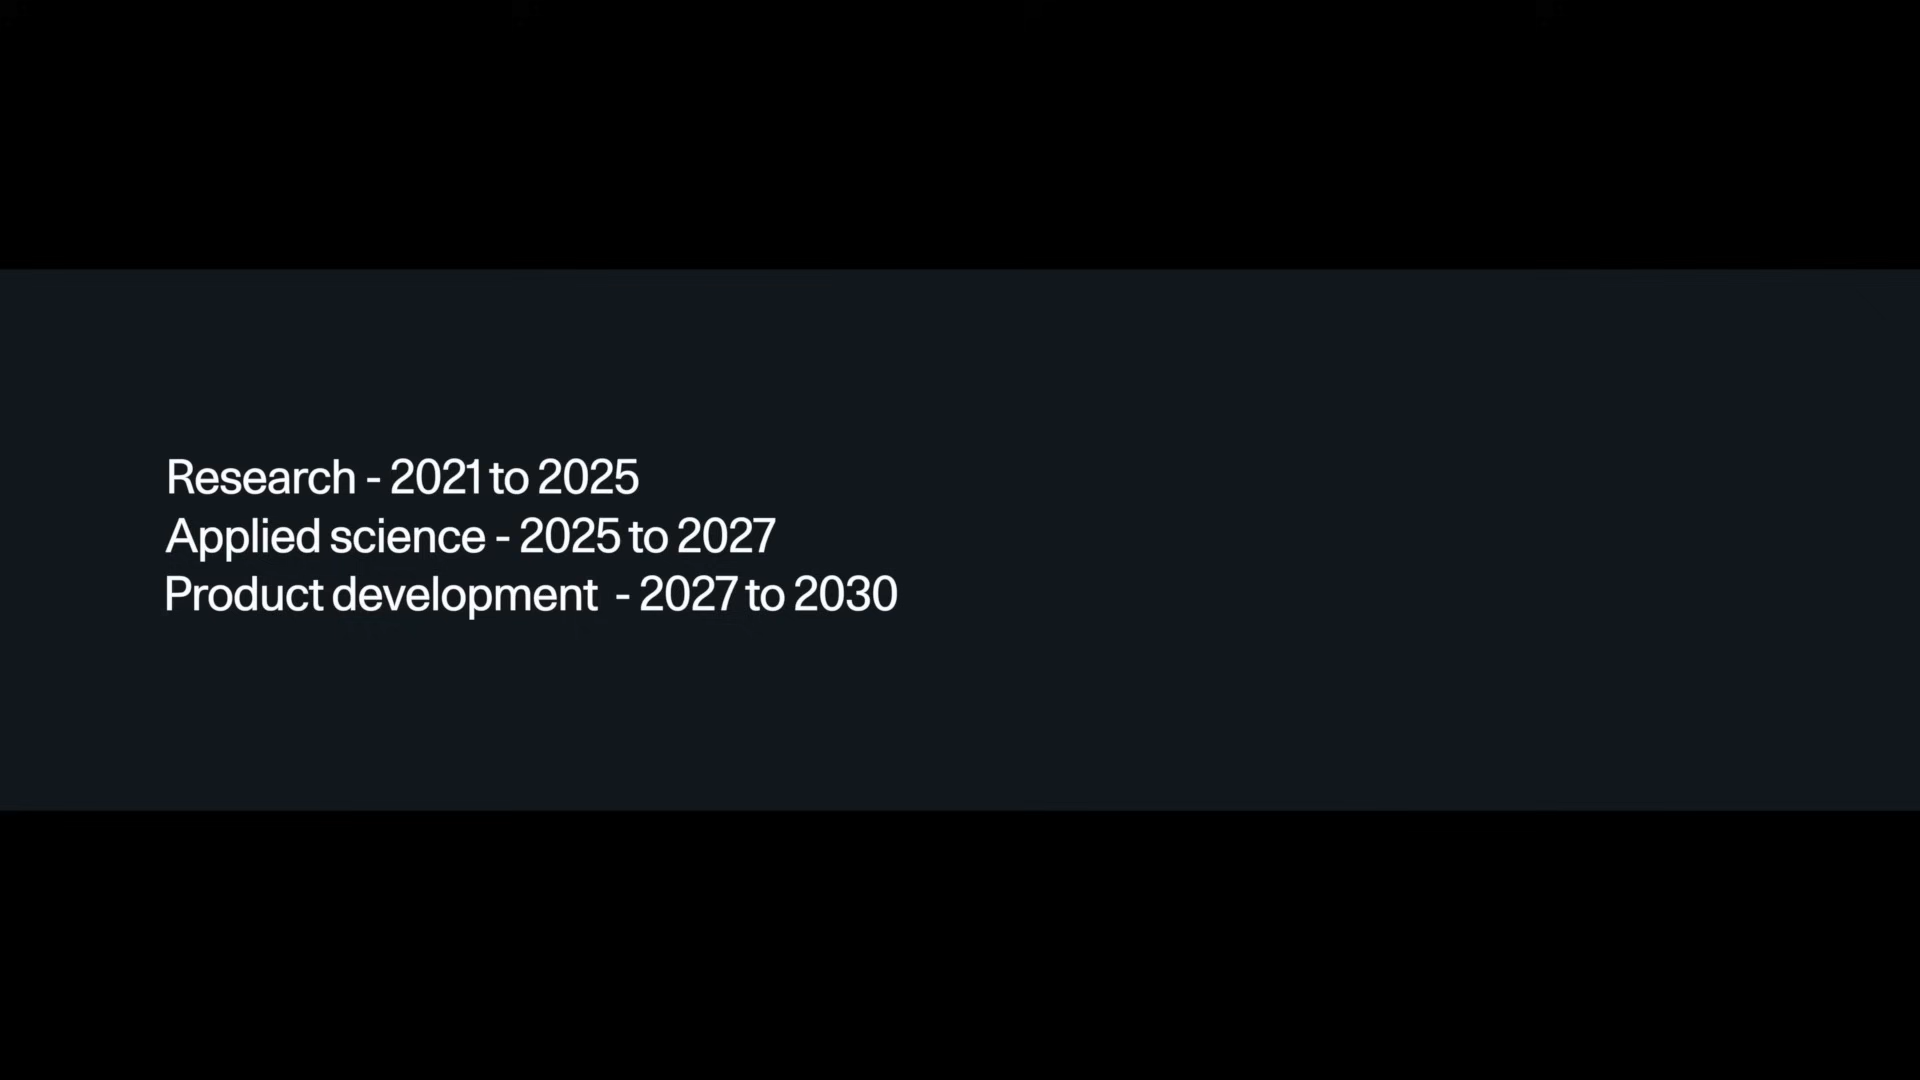 Research - 2021 to 2025
Applied science - 2025 to 2027
Product development  - 2027 to 2030